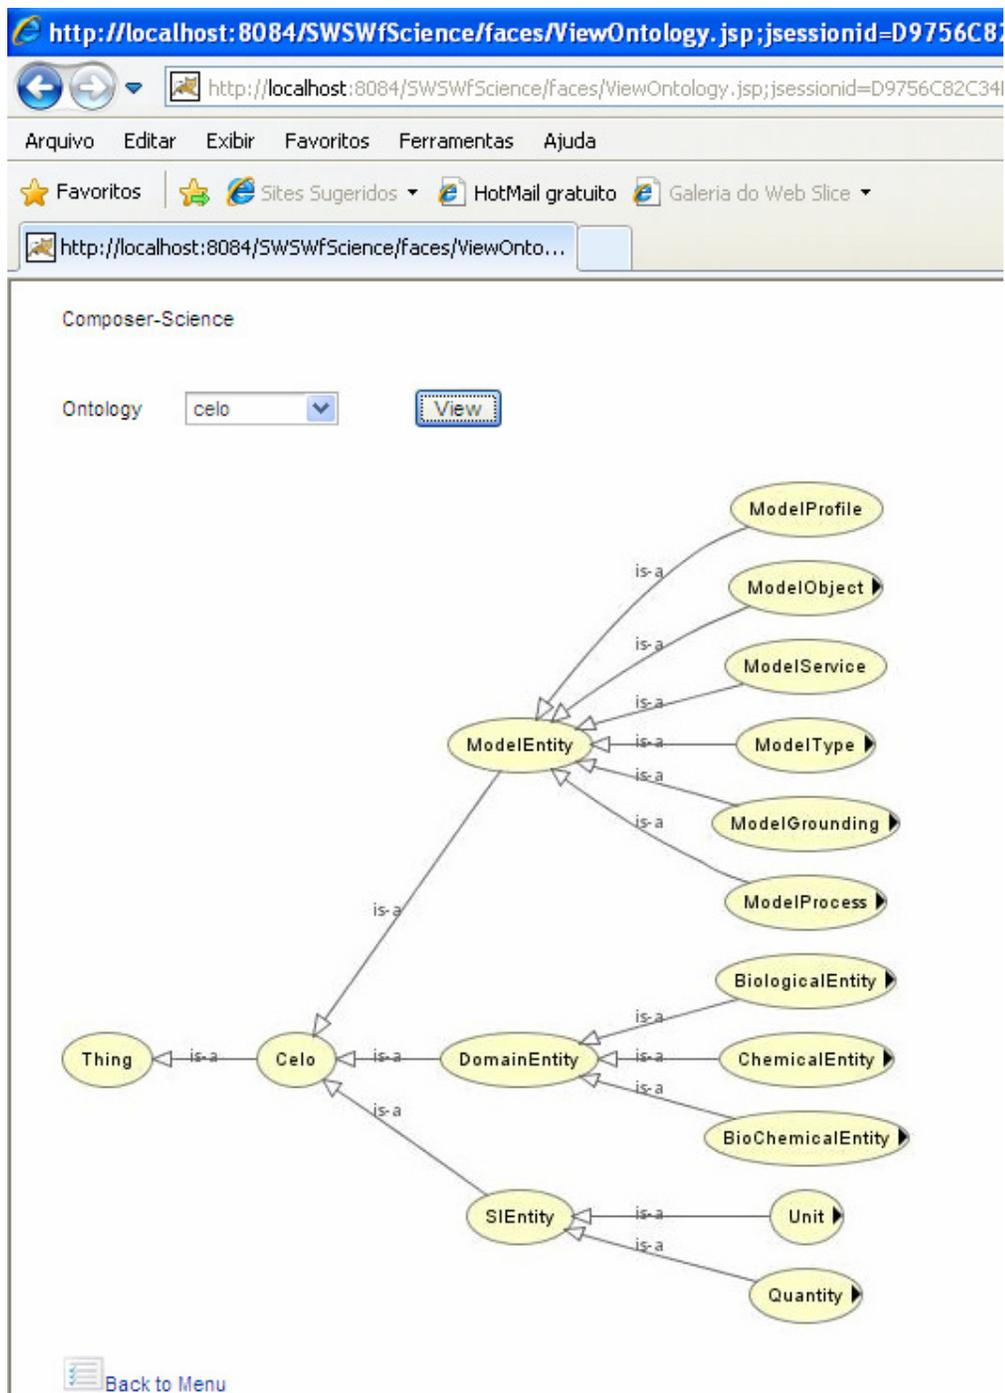 http://localhost:8084/SWSWfScience/faces/ViewOntology.jsp;jsessionid=D9756C82
http://localhost:8084/SWSWfScience/faces/ViewOntology.jsp;jsessionid=D9756C82C34
Arquivo Editar Exibir Favoritos Ferramentas Ajuda
Favoritos Sites Sugeridos HotMail gratuito Galeria do Web Slice
http://localhost:8084/SWSWfScience/faces/ViewOnto...
Composer-Science
Ontology celo View
ModelProfile
is-a
ModelObject
is-a
ModelService
is-a
ModelEntity is-a ModelType
is-a
ModelGrounding
is-a
ModelProcess
is-a
BiologicalEntity
is-a
Thing is-a Celo is-a DomainEntity is-a ChemicalEntity
is-a
is-a
BioChemicalEntity
SIEntity is-a Unit
is-a
Quantity
Back to Menu